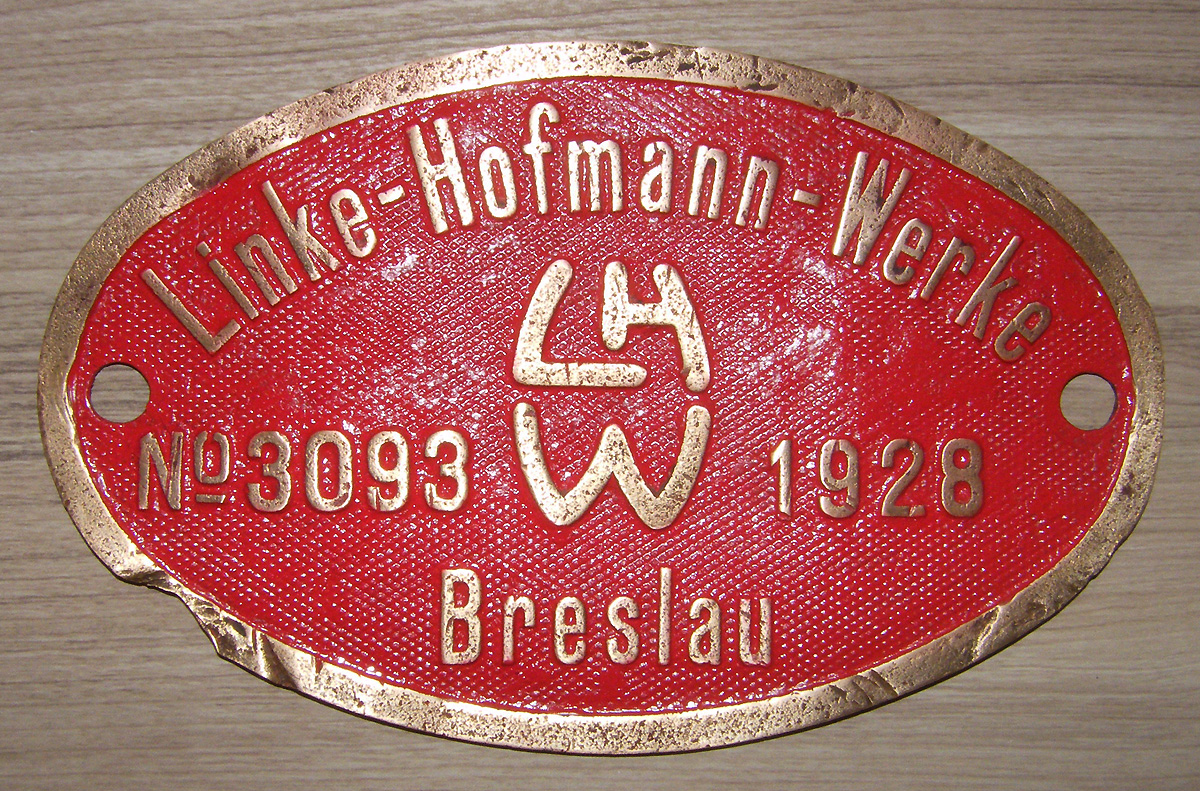 Linke-Hofmann-Werke
LH
W
No 3093 1928
Breslau